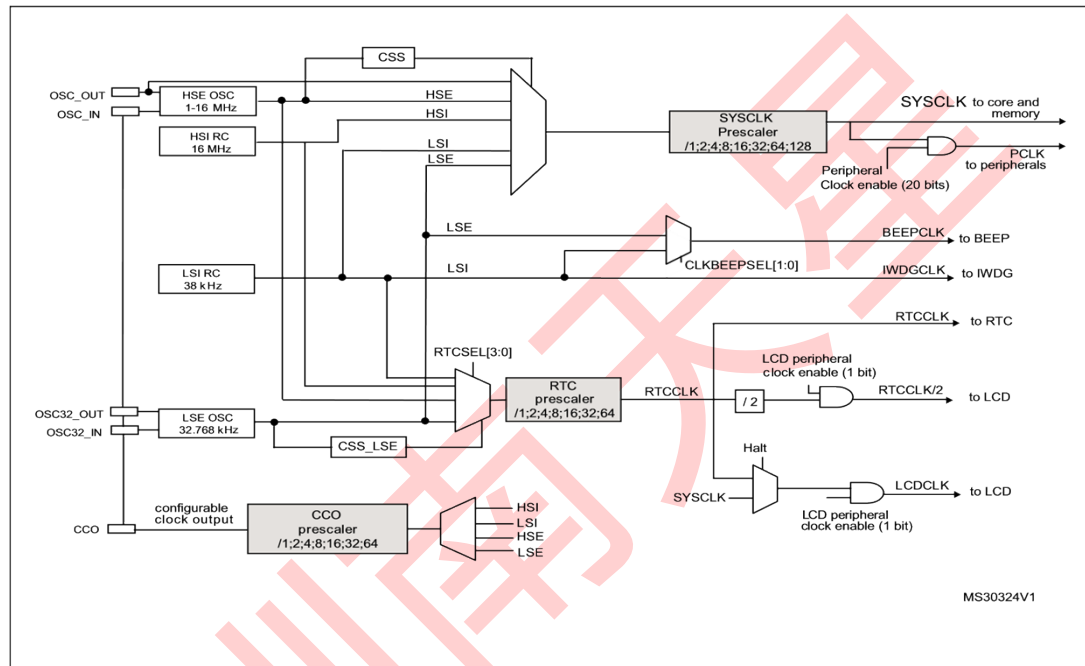 CSS
OSC_OUT
HSE OSC
1-16 MHz
HSE
OSC_IN
HSI RC
16 MHz
HSI
LSI
LSE
SYSCLK
Prescaler
/1;2;4;8;16;32;64;128
SYSCLK to core and
memory
PCLK
to peripherals
Peripheral
Clock enable (20 bits)
LSE
BEEPCLK to BEEP
CLKBEEPSEL[1:0]
LSI RC
38 kHz
LSI
IWDGCLK to IWDG
RTCCLK to RTC
RTCSEL[3:0]
LCD peripheral
clock enable (1 bit)
RTC
prescaler
/1;2;4;8;16;32;64
RTCCLK
/ 2
RTCCLK/2 to LCD
OSC32_OUT
OSC32_IN
LSE OSC
32.768 kHz
CSS_LSE
Halt
SYSCLK
LCDCLK to LCD
LCD peripheral
clock enable (1 bit)
CCO
configurable
clock output
CCO
prescaler
/1;2;4;8;16;32;64
HSI
LSI
HSE
LSE
MS30324V1
南天星